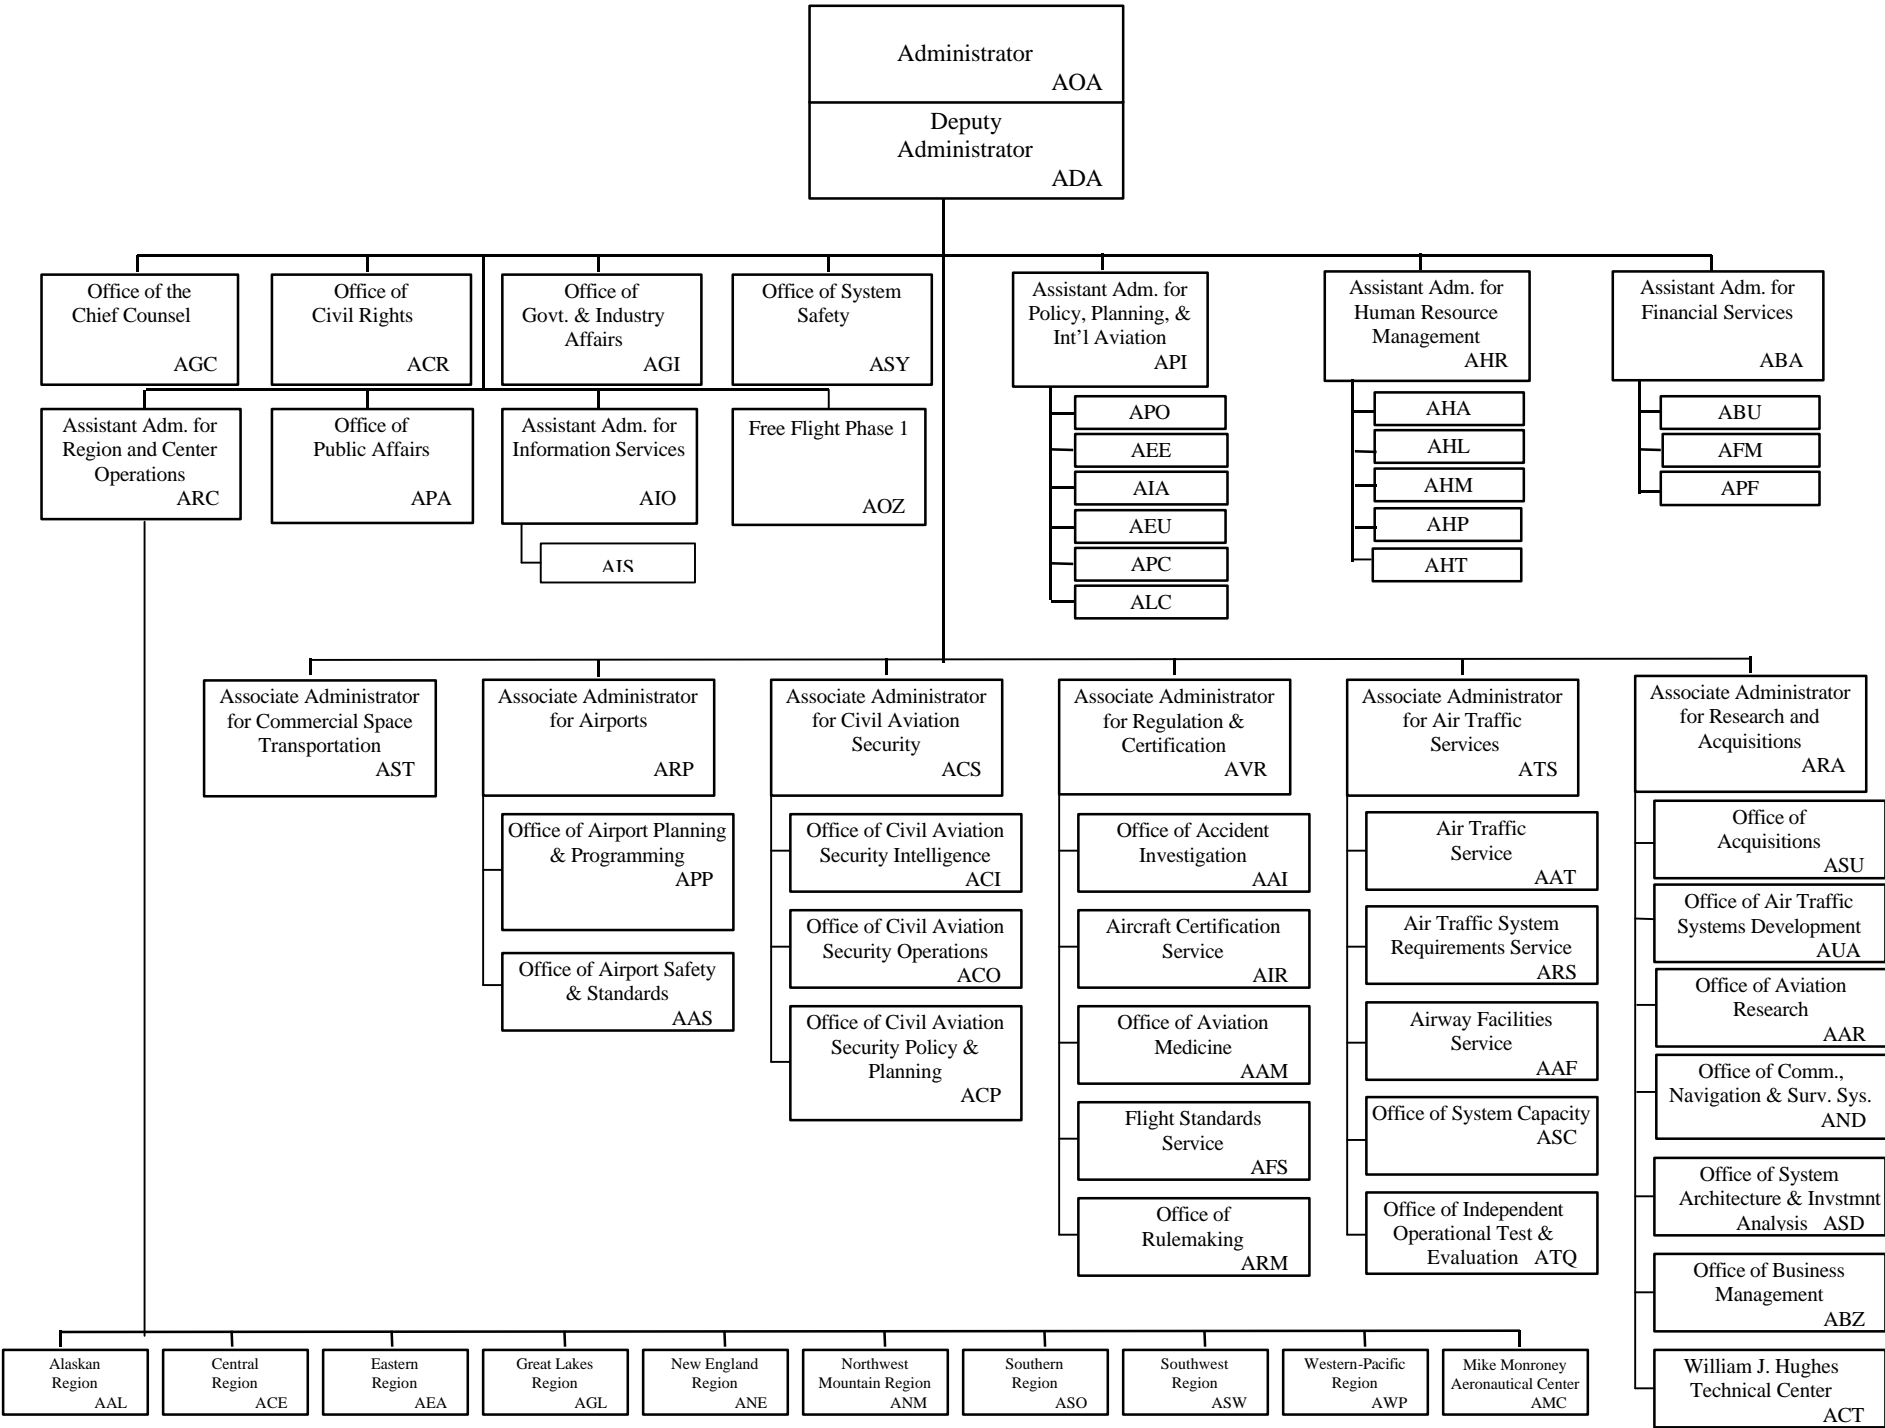 Administrator
AOA
Deputy
Administrator
ADA
Office of the
Chief Counsel
AGC
Office of
Civil Rights
ACR
Office of
Govt. & Industry
Affairs
AGI
Office of System
Safety
ASY
Assistant Adm. for
Policy, Planning, &
Int'l Aviation
API
Assistant Adm. for
Human Resource
Management
AHR
Assistant Adm. for
Financial Services
ABA
Assistant Adm. for
Region and Center
Operations
ARC
Office of
Public Affairs
APA
Assistant Adm. for
Information Services
AIO
Free Flight Phase 1
AOZ
AIS
APO
AEE
AIA
AEU
APC
ALC
AHA
AHL
AHM
AHP
AHT
ABU
AFM
APF
Associate Administrator
for Commercial Space
Transportation
AST
Associate Administrator
for Airports
ARP
Office of Airport Planning
& Programming
APP
Office of Airport Safety
& Standards
AAS
Associate Administrator
for Civil Aviation
Security
ACS
Office of Civil Aviation
Security Intelligence
ACI
Office of Civil Aviation
Security Operations
ACO
Office of Civil Aviation
Security Policy &
Planning
ACP
Associate Administrator
for Regulation &
Certification
AVR
Office of Accident
Investigation
AAI
Aircraft Certification
Service
AIR
Office of Aviation
Medicine
AAM
Flight Standards
Service
AFS
Office of
Rulemaking
ARM
Associate Administrator
for Air Traffic
Services
ATS
Air Traffic
Service
AAT
Air Traffic System
Requirements Service
ARS
Airway Facilities
Service
AAF
Office of System Capacity
ASC
Office of Independent
Operational Test &
Evaluation ATQ
Associate Administrator
for Research and
Acquisitions
ARA
Office of
Acquisitions
ASU
Office of Air Traffic
Systems Development
AUA
Office of Aviation
Research
AAR
Office of Comm.,
Navigation & Surv. Sys.
AND
Office of System
Architecture & Invstmnt
Analysis ASD
Office of Business
Management
ABZ
William J. Hughes
Technical Center
ACT
Alaskan
Region
AAL
Central
Region
ACE
Eastern
Region
AEA
Great Lakes
Region
AGL
New England
Region
ANE
Northwest
Mountain Region
ANM
Southern
Region
ASO
Southwest
Region
ASW
Western-Pacific
Region
AWP
Mike Monroney
Aeronautical Center
AMC